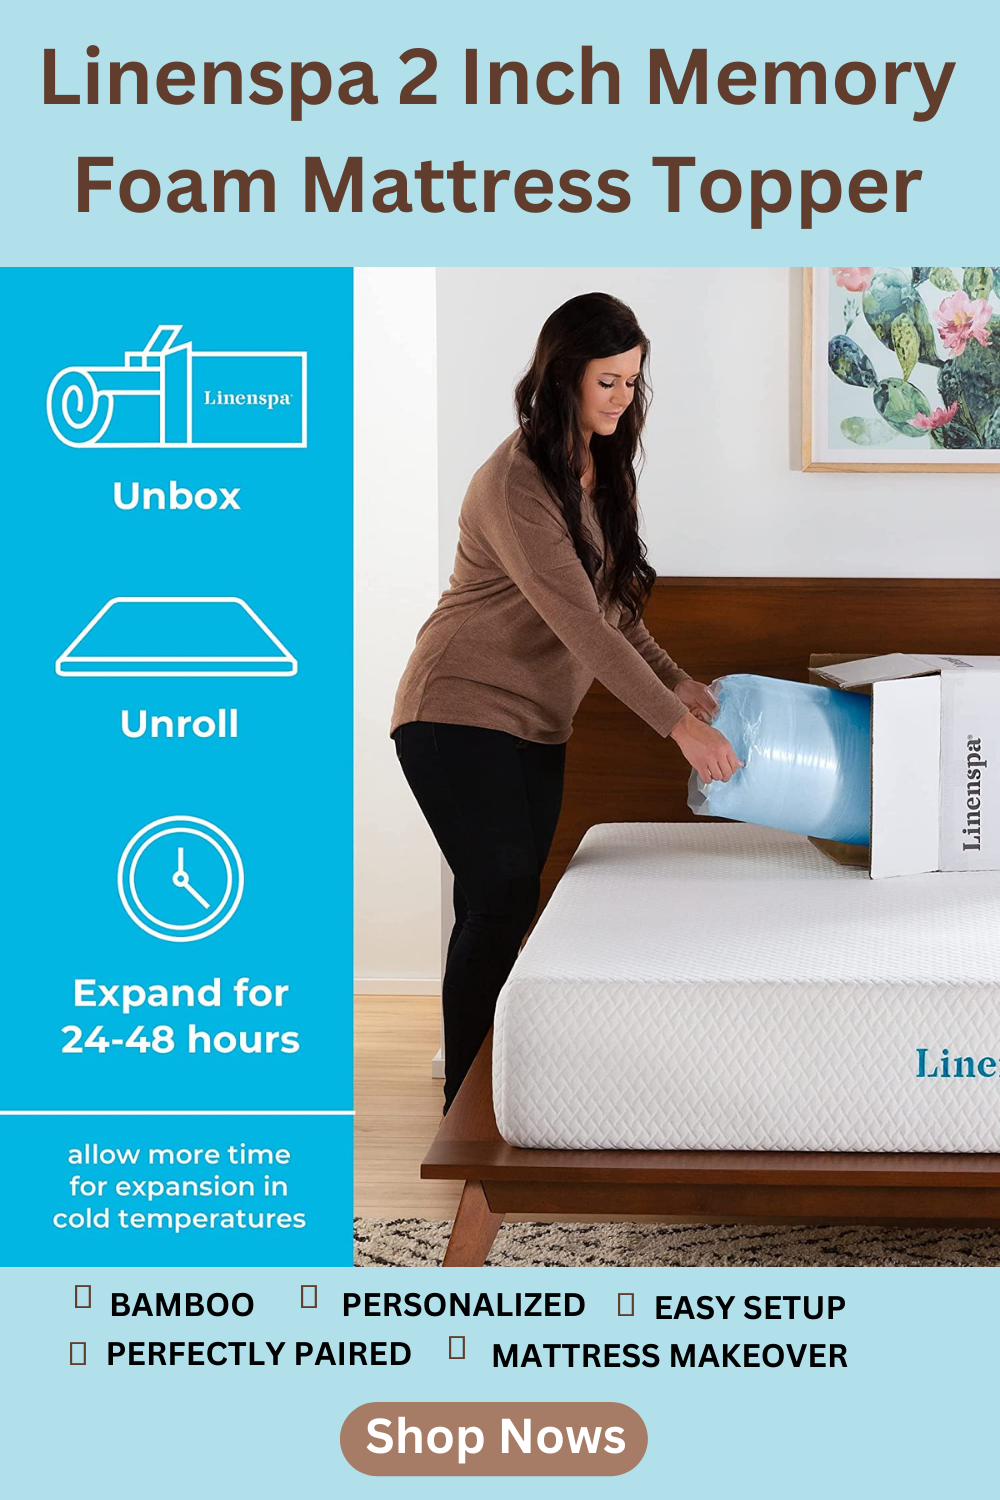 Linenspa 2 Inch Memory
Foam Mattress Topper
Linenspa
Unbox
Unroll
Expand for
24-48 hours
allow more time
for expansion in
cold temperatures
Linenspa®
Line
BAMBOO PERSONALIZED EASY SETUP
PERFECTLY PAIRED MATTRESS MAKEOVER
Shop Nows